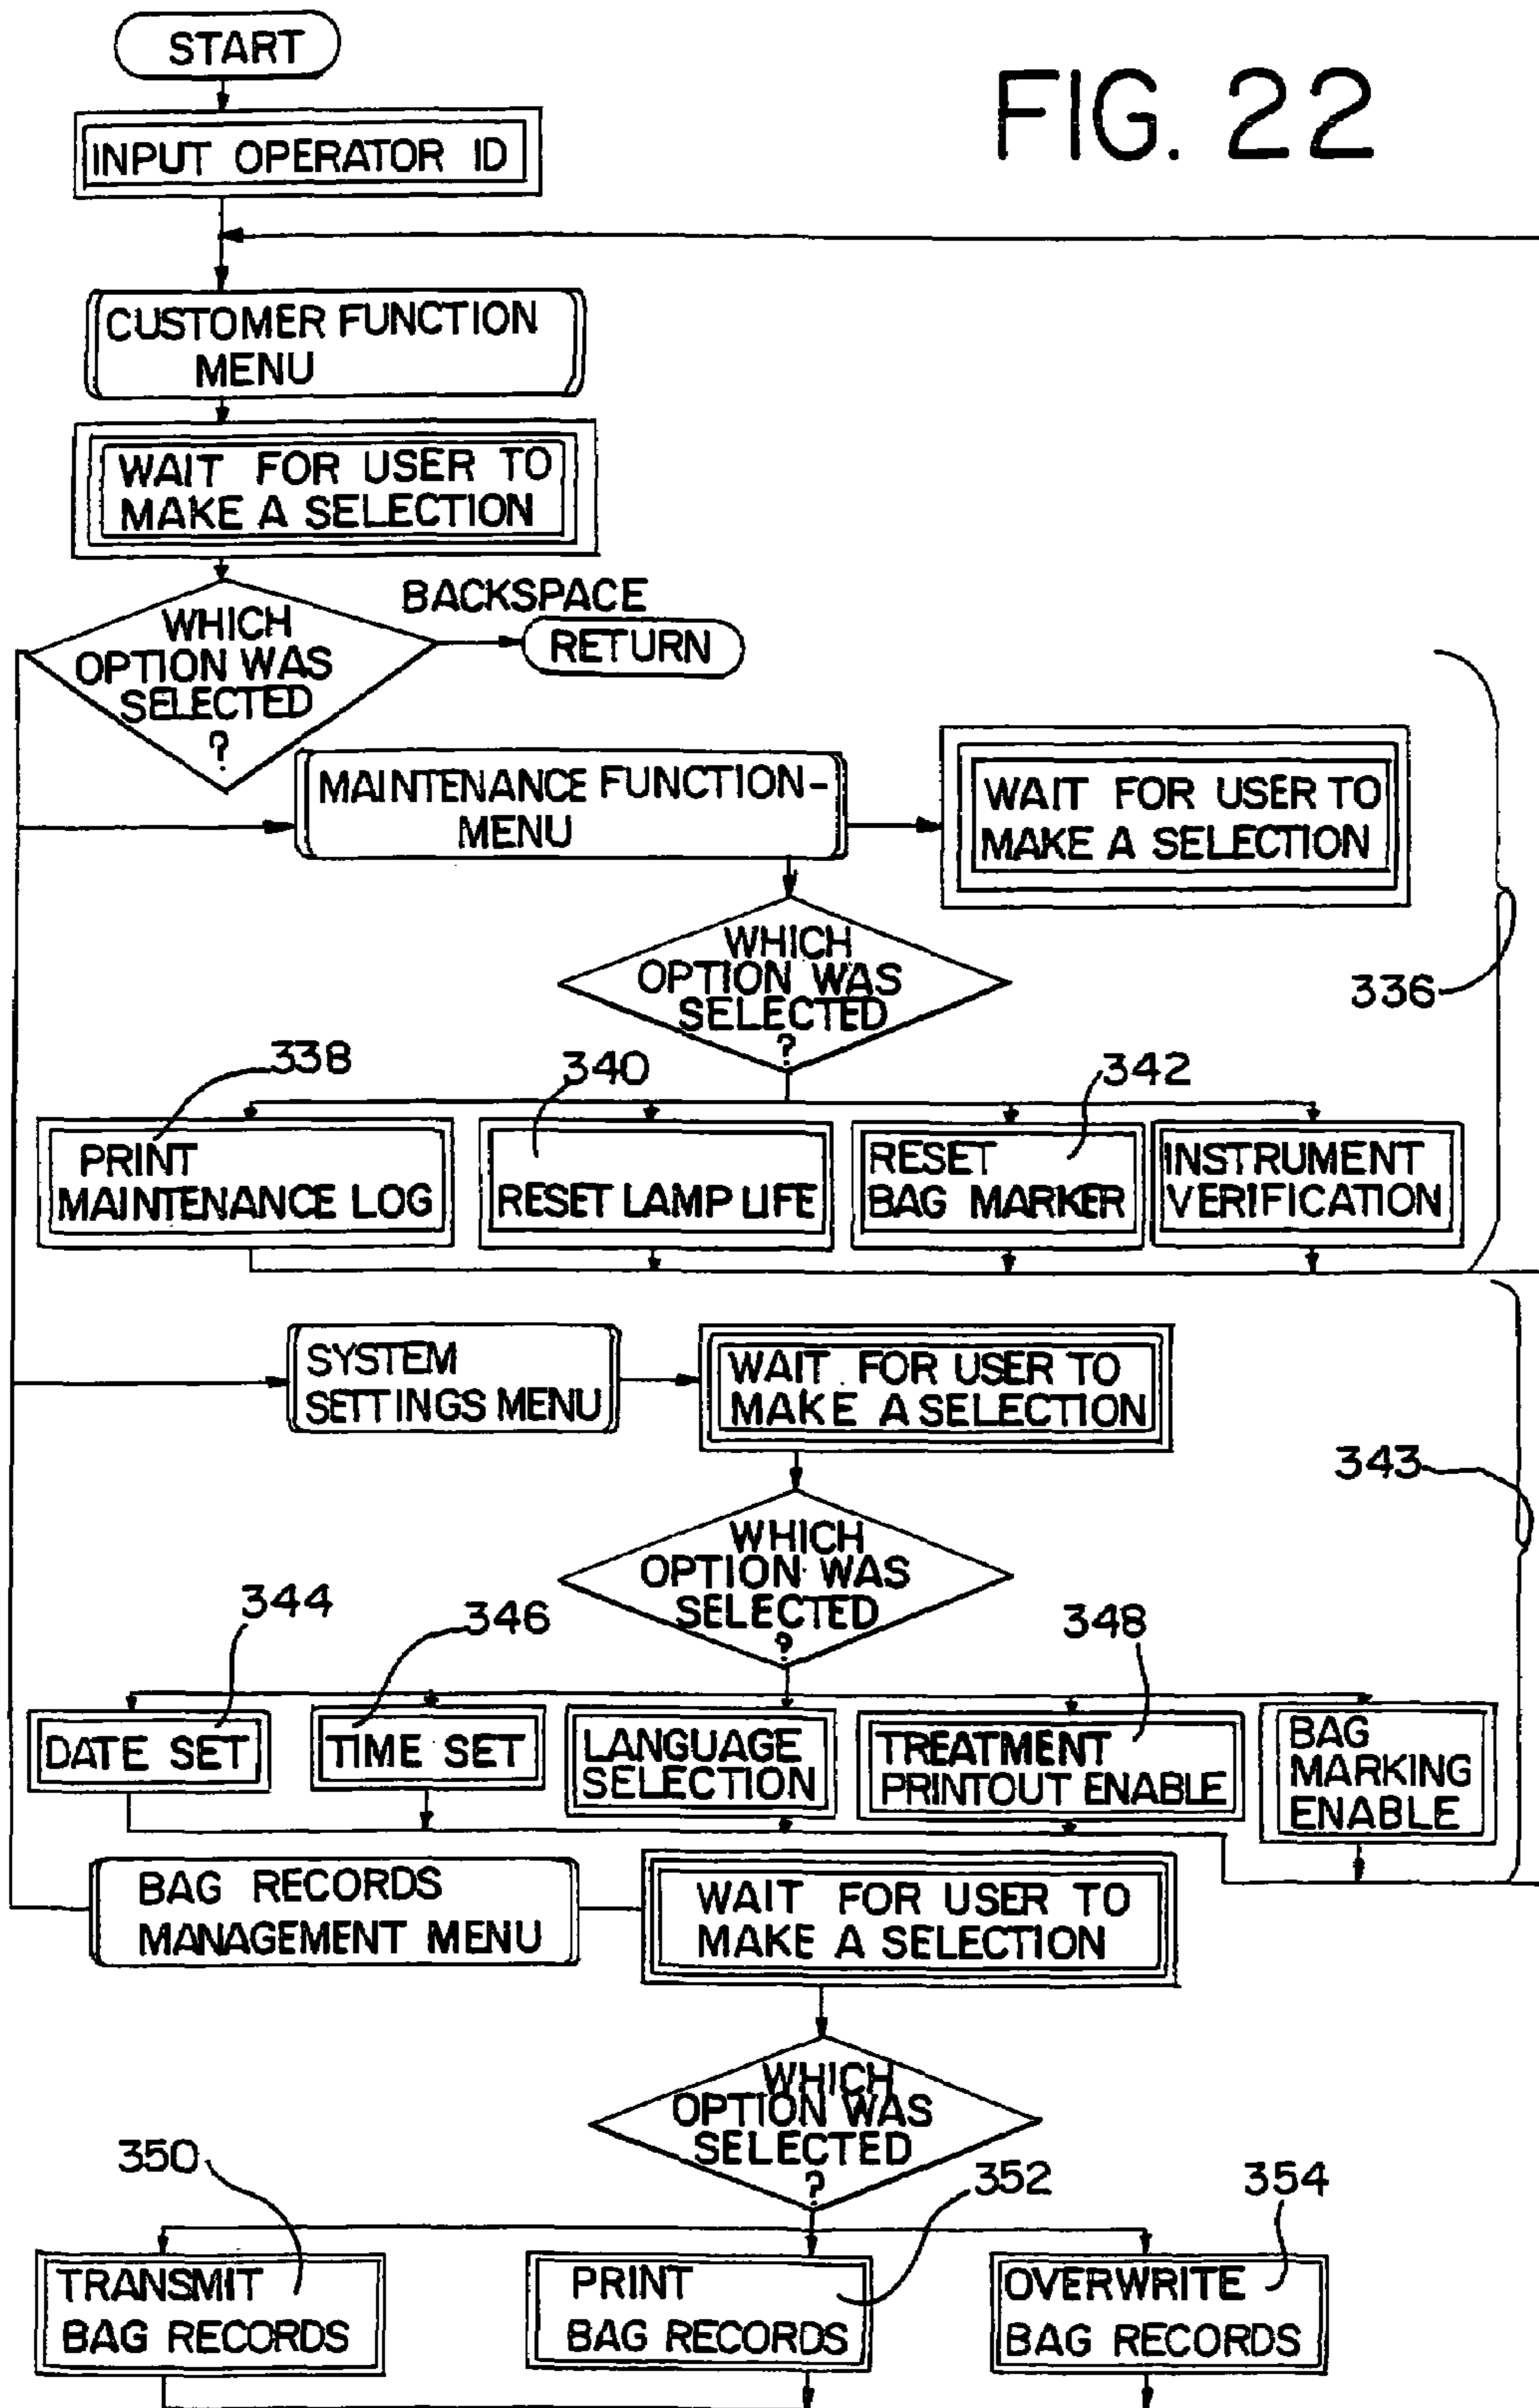 START
FIG. 22
INPUT OPERATOR ID
CUSTOMER FUNCTION
MENU
WAIT FOR USER TO
MAKE A SELECTION
BACKSPACE
WHICH
OPTION WAS
SELECTED
?
RETURN
MAINTENANCE FUNCTION-
MENU
WAIT FOR USER TO
MAKE A SELECTION
WHICH
OPTION WAS
SELECTED
?
336
338
340
342
PRINT
MAINTENANCE LOG
RESET LAMP LIFE
RESET
BAG MARKER
INSTRUMENT
VERIFICATION
SYSTEM
SETTINGS MENU
WAIT FOR USER TO
MAKE A SELECTION
343
WHICH
OPTION WAS
SELECTED
?
344
346
348
DATE SET
TIME SET
LANGUAGE
SELECTION
TREATMENT
PRINTOUT ENABLE
BAG
MARKING
ENABLE
BAG RECORDS
MANAGEMENT MENU
WAIT FOR USER TO
MAKE A SELECTION
WHICH
OPTION WAS
SELECTED
?
350
352
354
TRANSMIT
BAG RECORDS
PRINT
BAG RECORDS
OVERWRITE
BAG RECORDS